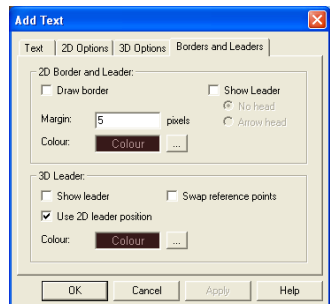 Add Text
Text 2D Options 3D Options Borders and Leaders
2D Border and Leader:
Draw border Show Leader
No head
Margin: 5 pixels Arrow head
Colour: Colour ...
3D Leader:
Show leader Swap reference points
Use 2D leader position
Colour: Colour ...
OK Cancel Apply Help